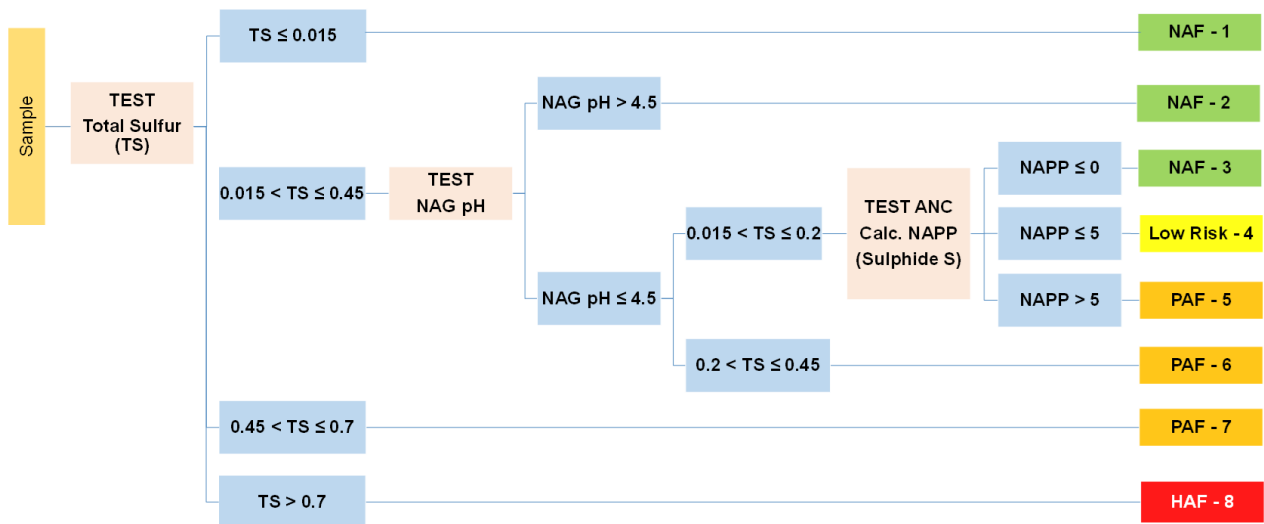 Sample
TEST
Total Sulfur
(TS)
TS ≤ 0.015
NAF - 1
NAG pH > 4.5
NAF - 2
0.015 < TS ≤ 0.45
TEST
NAG pH
NAG pH ≤ 4.5
0.015 < TS ≤ 0.2
TEST ANC
Calc. NAPP
(Sulphide S)
NAPP ≤ 0
NAF - 3
NAPP ≤ 5
Low Risk - 4
NAPP > 5
PAF - 5
0.2 < TS ≤ 0.45
PAF - 6
0.45 < TS ≤ 0.7
PAF - 7
TS > 0.7
HAF - 8